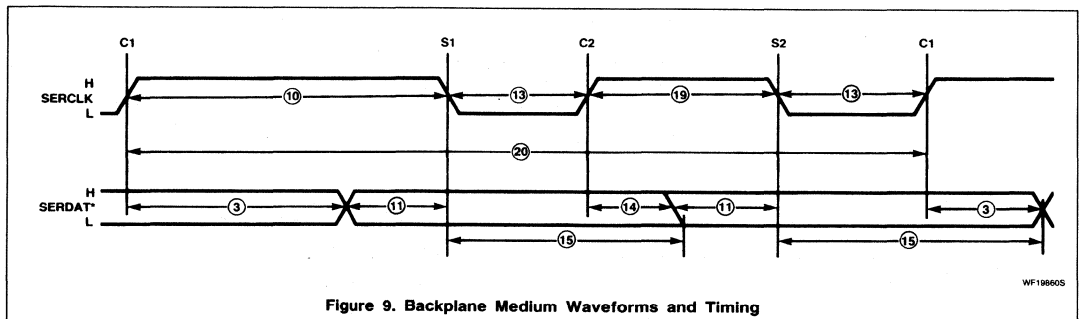 C1 S1 C2 S2 C1
H
SERCLK
L
10 13 19 13
20
H
SERDAT*
L
3 11 14 11 3
15 15
WF19860S
Figure 9. Backplane Medium Waveforms and Timing